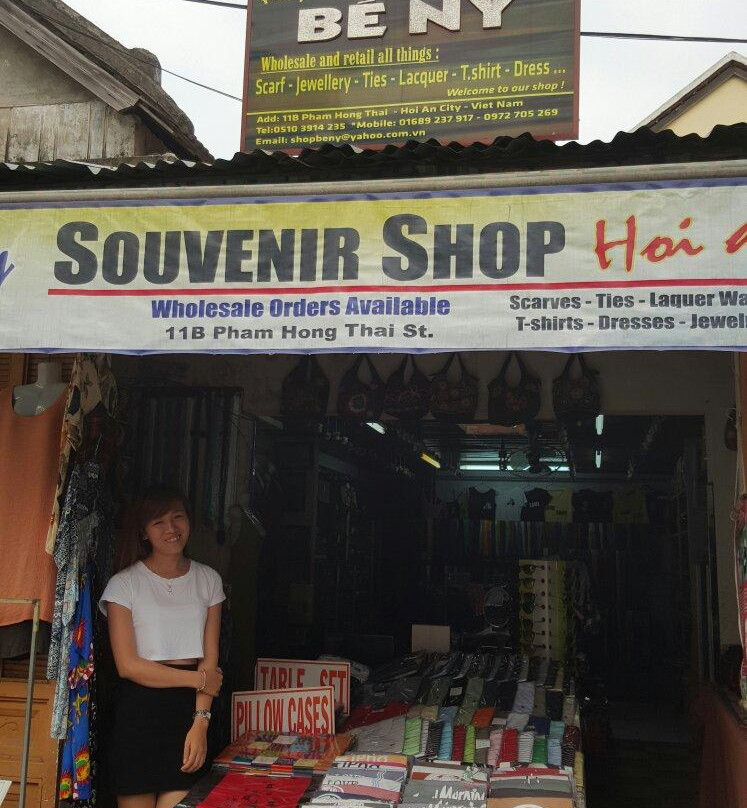 BÉ NY
Wholesale and retail all things :
Scarf - Jewellery - Ties - Lacquer - T.shirt - Dress ...
Welcome to our shop !
Add: 11B Pham Hong Thai - Hoi An City - Viet Nam
Tel:0510 3914 235 *Mobile: 01689 237 917 - 0972 705 269
Email: shopbeny@yahoo.com.vn
SOUVENIR SHOP Hoi
Wholesale Orders Available
11B Pham Hong Thai St.
Scarves - Ties - Laquer Wa
T-shirts - Dresses - Jewel
TABLE SET
PILLOW CASES